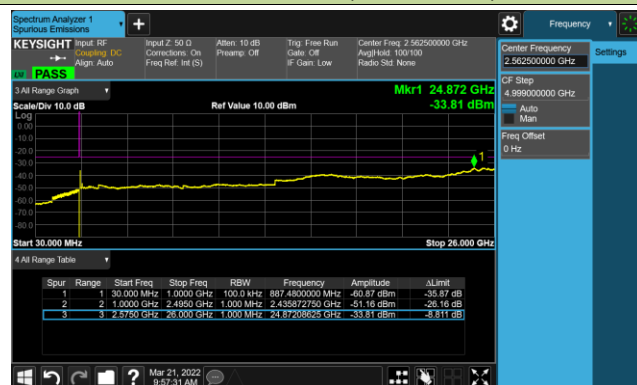 Spectrum Analyzer 1
Spurious Emissions
Frequency
KEYSIGHT
Input: RF
Coupling: DC
Align: Auto
Input Z: 50 Ω
Corrections: On
Freq Ref: Int (S)
Atten: 10 dB
Preamp: Off
Trig: Free Run
Gate: Off
IF Gain: Low
Center Freq: 2.562500000 GHz
Avg|Hold: 100/100
Radio Std: None
PASS
3 All Range Graph
Mkr1 24.872 GHz
Scale/Div 10.0 dB
Ref Value 10.00 dBm
-33.81 dBm
Log
0.00
-10.0
-20.0
-30.0
-40.0
-50.0
-60.0
-70.0
-80.0
1
Start 30.000 MHz
Stop 26.000 GHz
4 All Range Table
Spur Range Start Freq Stop Freq RBW Frequency Amplitude ΔLimit
1 1 30.000 MHz 1.0000 GHz 100.0 kHz 887.4800000 MHz -60.87 dBm -35.87 dB
2 2 1.0000 GHz 2.4950 GHz 1.000 MHz 2.435872750 GHz -51.16 dBm -26.16 dB
3 3 2.5750 GHz 26.000 GHz 1.000 MHz 24.87208625 GHz -33.81 dBm -8.811 dB
Mar 21, 2022
9:57:31 AM
Center Frequency
2.562500000 GHz
Settings
CF Step
4.999000000 GHz
Auto
Man
Freq Offset
0 Hz